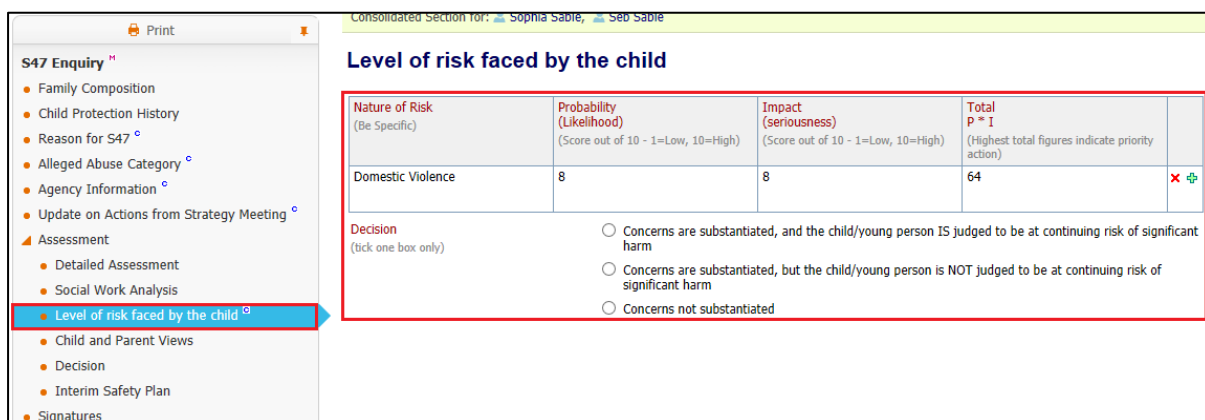 Print
S47 Enquiry M
Family Composition
Child Protection History
Reason for S47 C
Alleged Abuse Category C
Agency Information C
Update on Actions from Strategy Meeting C
Assessment
Detailed Assessment
Social Work Analysis
Level of risk faced by the child C
Child and Parent Views
Decision
Interim Safety Plan
Signatures
Consolidated Section for: Sophia Sable, Seb Sable
Level of risk faced by the child
Nature of Risk
(Be Specific)
Probability
(Likelihood)
(Score out of 10 - 1=Low, 10=High)
Impact
(seriousness)
(Score out of 10 - 1=Low, 10=High)
Total
P * I
(Highest total figures indicate priority
action)
Domestic Violence 8 8 64
Decision
(tick one box only)
Concerns are substantiated, and the child/young person IS judged to be at continuing risk of significant
harm
Concerns are substantiated, but the child/young person is NOT judged to be at continuing risk of
significant harm
Concerns not substantiated